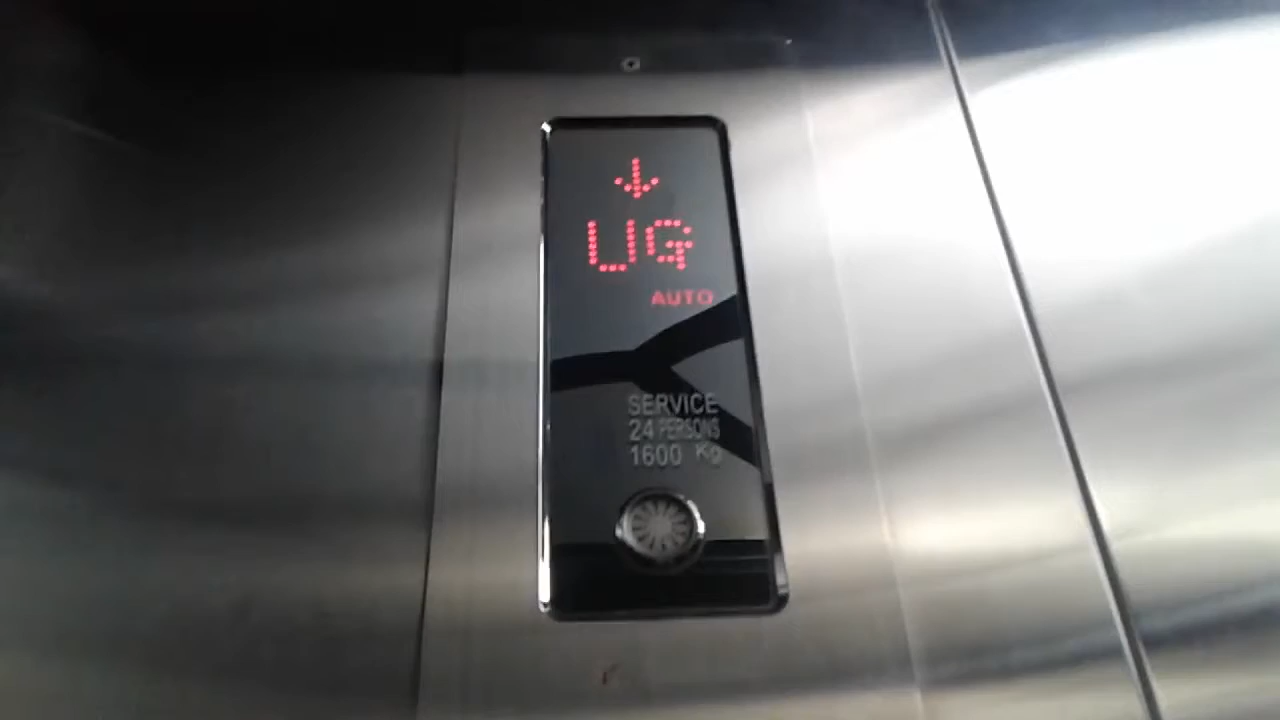 ↓
UG
AUTO
SERVICE
24 PERSONS
1600 Kg